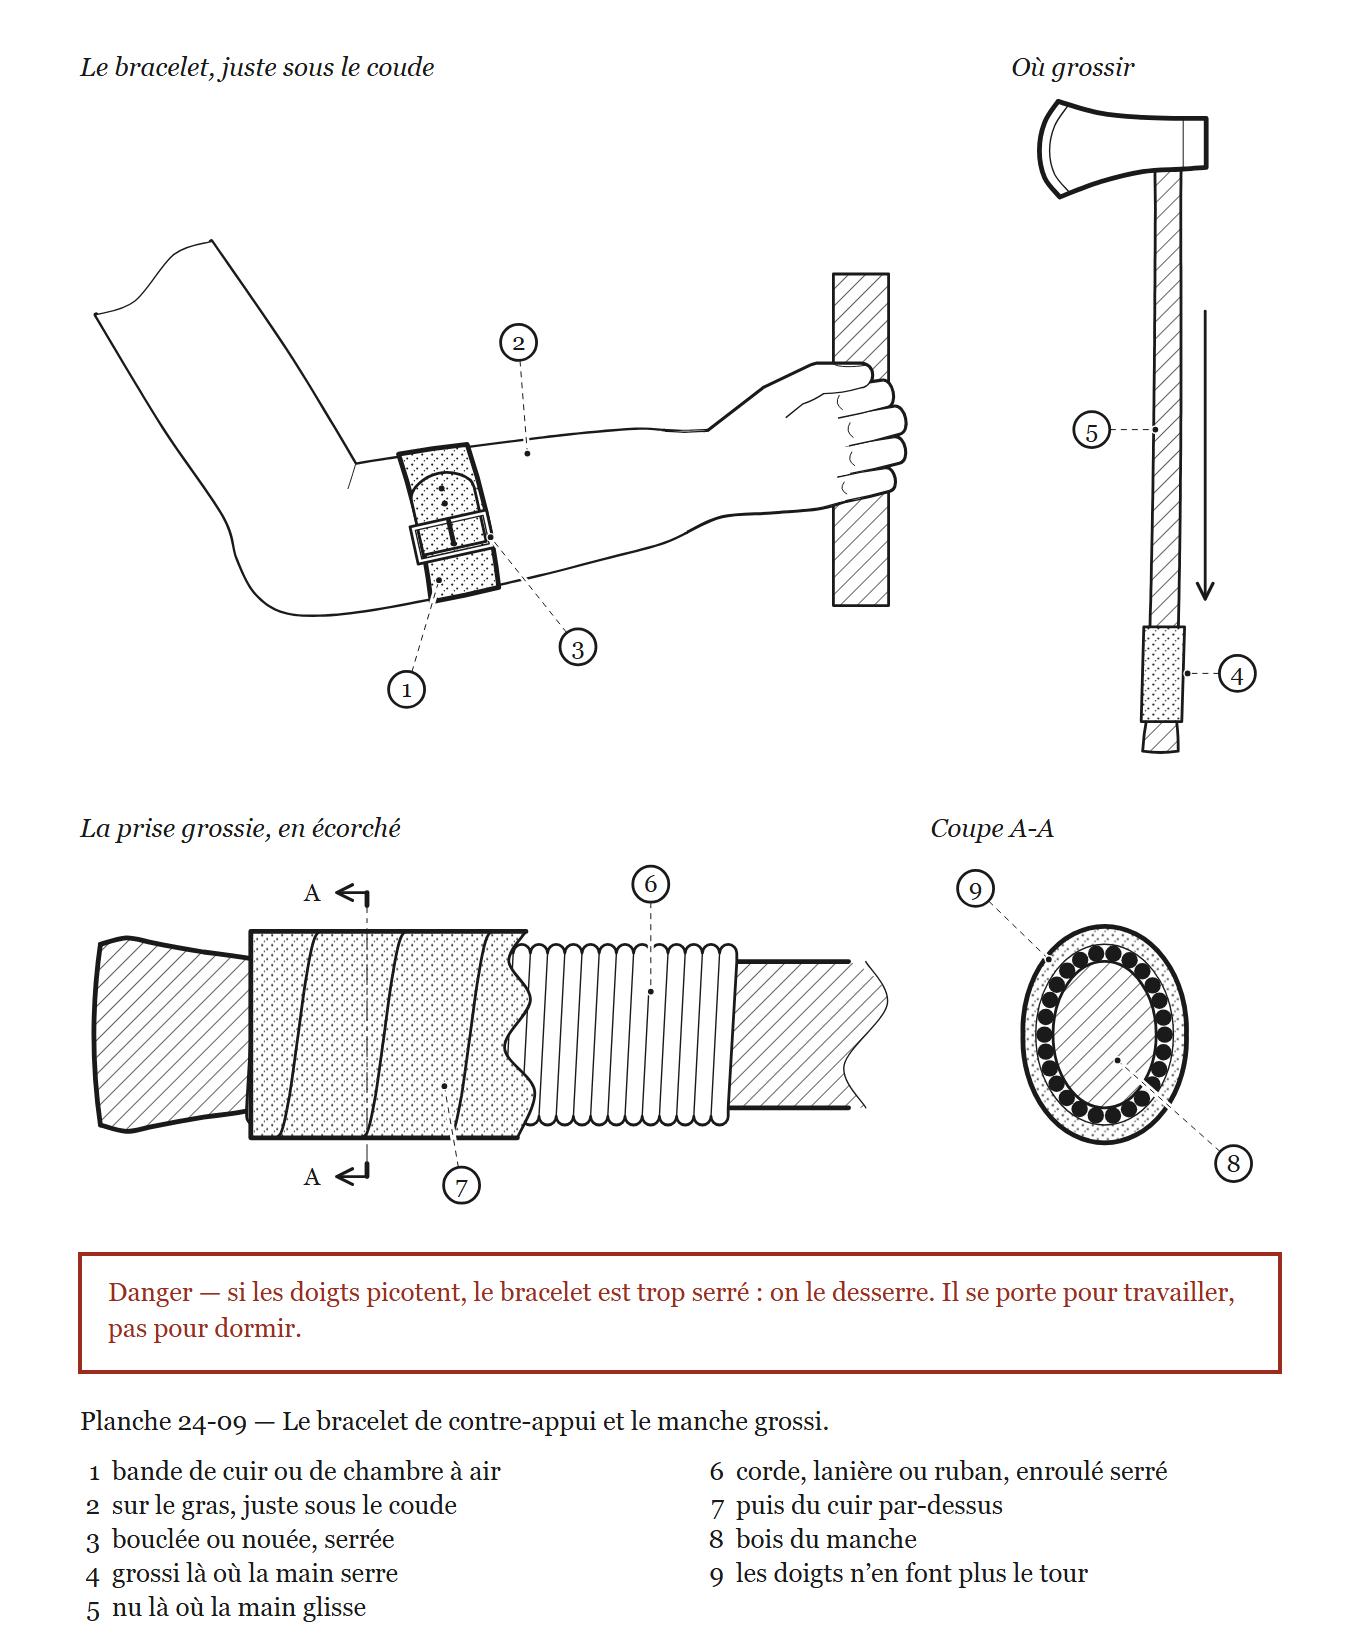 Le bracelet, juste sous le coude
Où grossir
2
5
3
1
4
La prise grossie, en écorché
Coupe A-A
6
9
A
A
7
8
Danger — si les doigts picotent, le bracelet est trop serré : on le desserre. Il se porte pour travailler,
pas pour dormir.
Planche 24-09 — Le bracelet de contre-appui et le manche grossi.
1 bande de cuir ou de chambre à air
2 sur le gras, juste sous le coude
3 bouclée ou nouée, serrée
4 grossi là où la main serre
5 nu là où la main glisse
6 corde, lanière ou ruban, enroulé serré
7 puis du cuir par-dessus
8 bois du manche
9 les doigts n’en font plus le tour